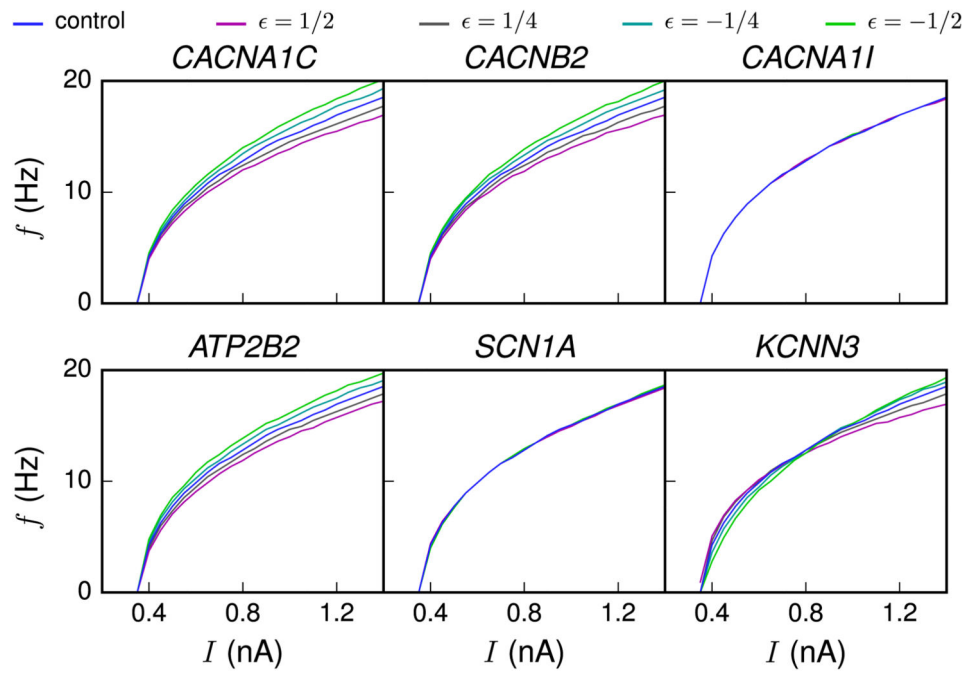 control ϵ = 1/2 ϵ = 1/4 ϵ = −1/4 ϵ = −1/2
CACNA1C CACNB2 CACNA1I
20
10
0
f (Hz)
ATP2B2 SCN1A KCNN3
20
10
0
f (Hz)
0.4 0.8 1.2 0.4 0.8 1.2 0.4 0.8 1.2
I (nA) I (nA) I (nA)